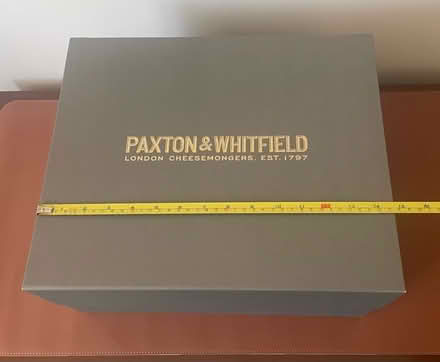 PAXTON & WHITFIELD
LONDON CHEESEMONGERS, EST. 1797